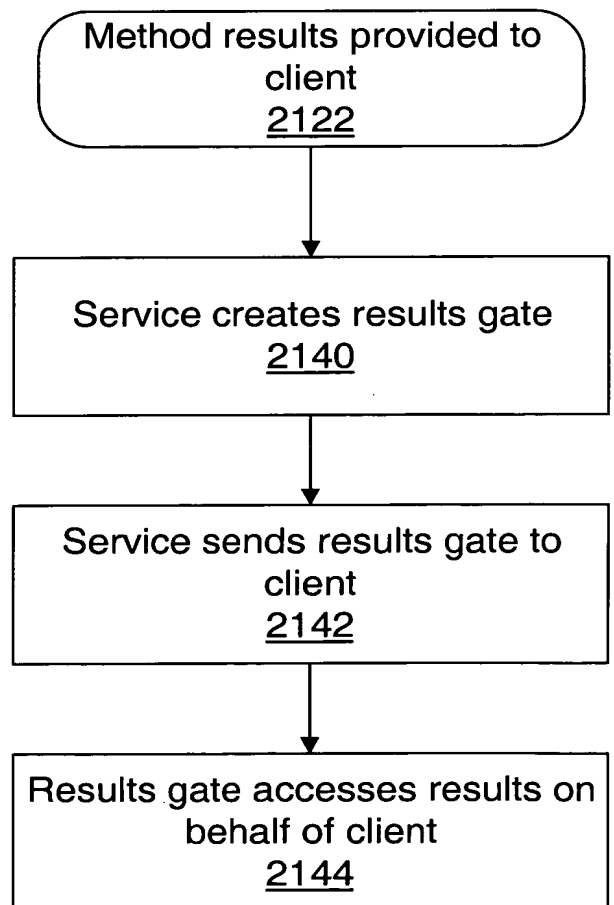 Method results provided to
client
2122
Service creates results gate
2140
Service sends results gate to
client
2142
Results gate accesses results on
behalf of client
2144